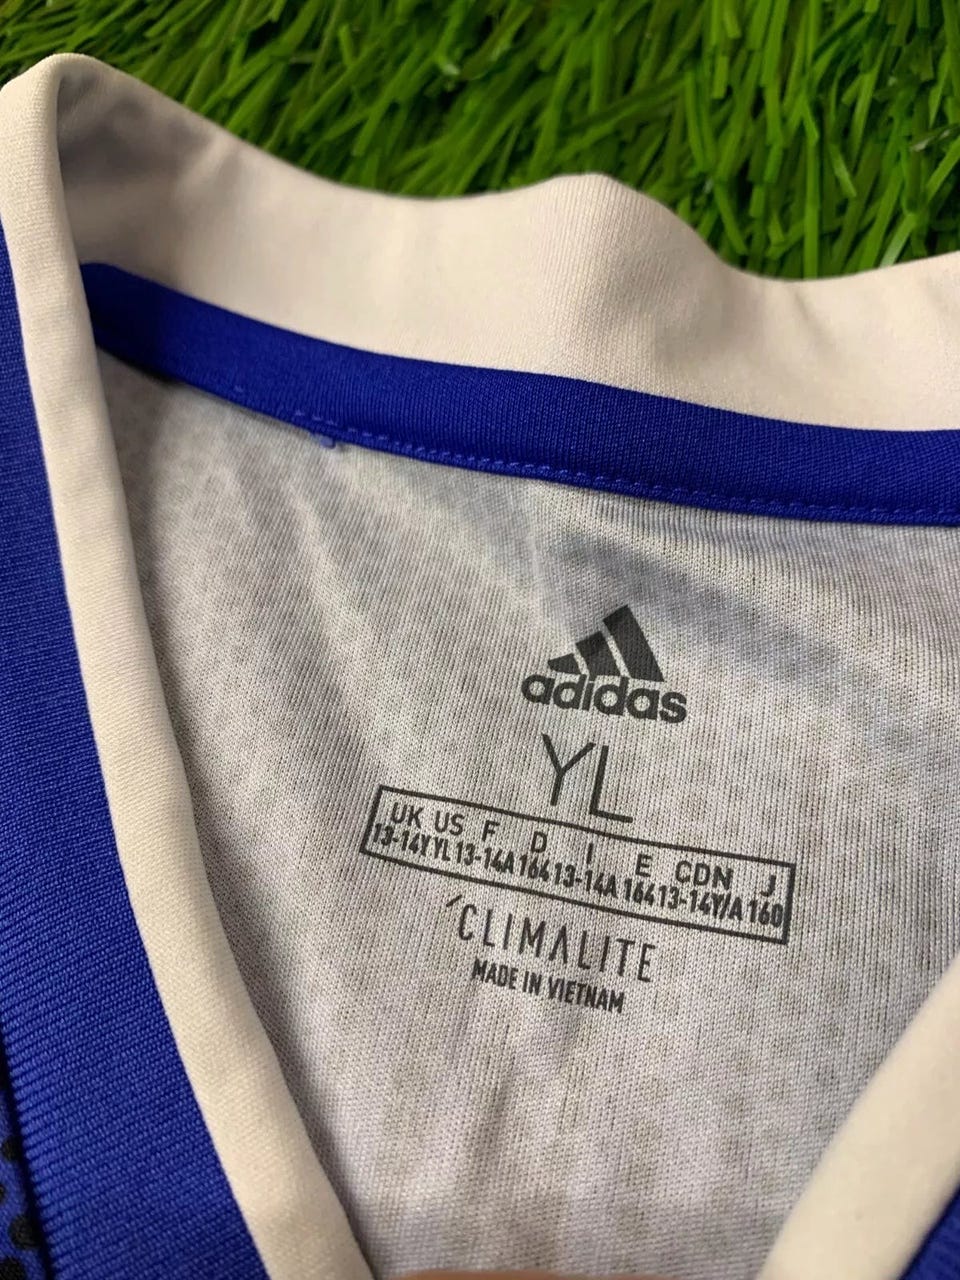 adidas
YL
UK US F D I E CDN J
13-14Y YL 13-14A 164 13-14A 164 13-14Y/A 160
CLIMALITE
MADE IN VIETNAM